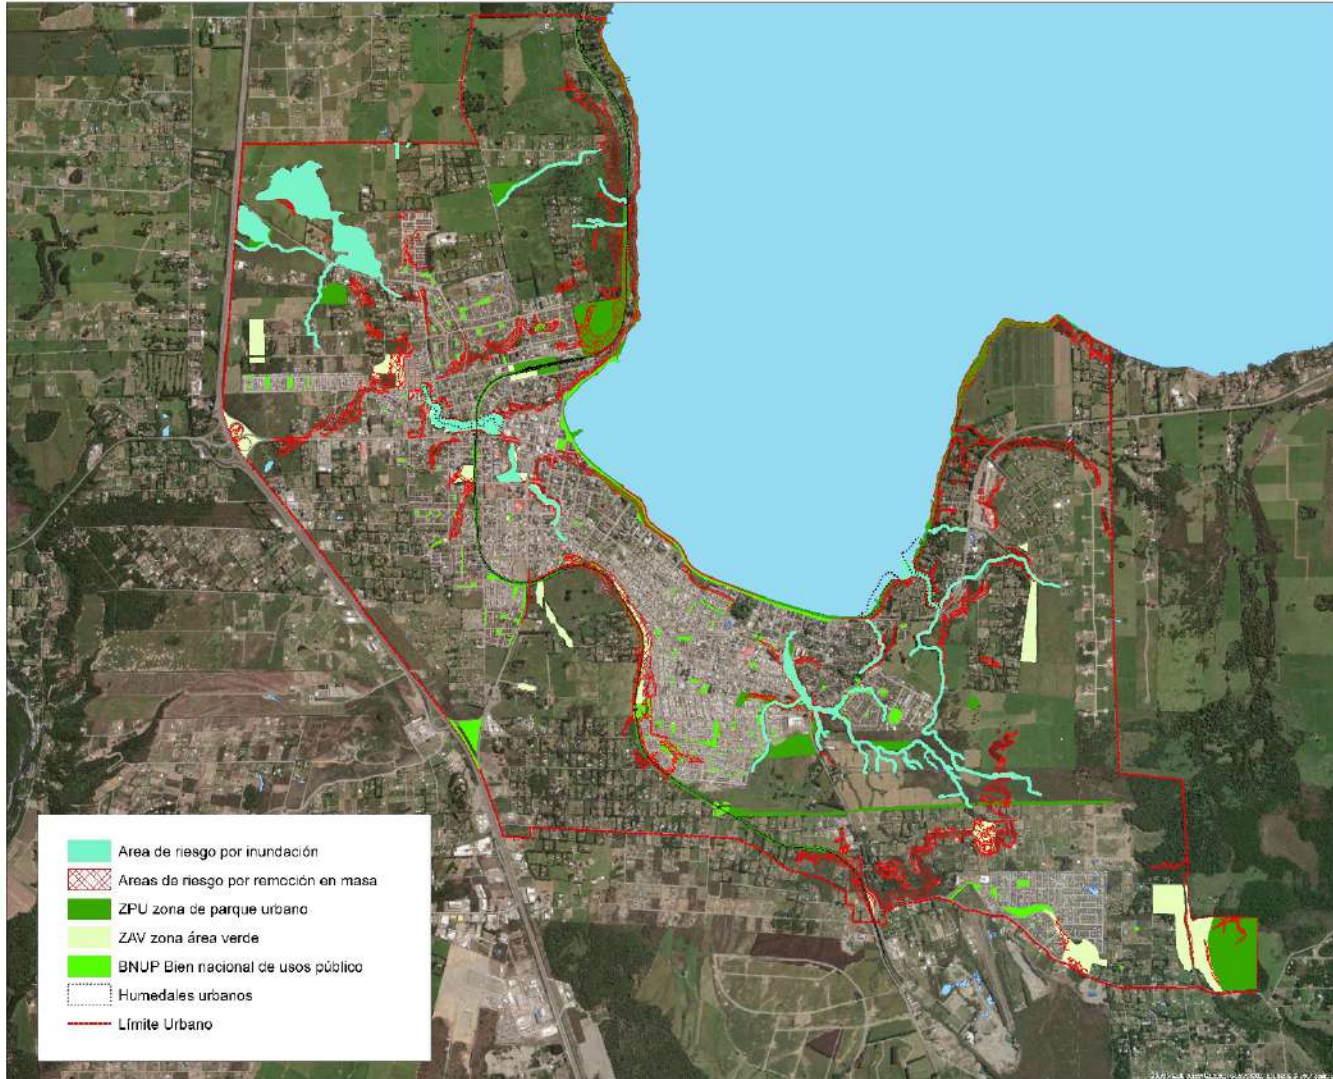 Area de riesgo por inundación
Areas de riesgo por remoción en masa
ZPU zona de parque urbano
ZAV zona área verde
BNUP Bien nacional de usos público
Humedales urbanos
Límite Urbano